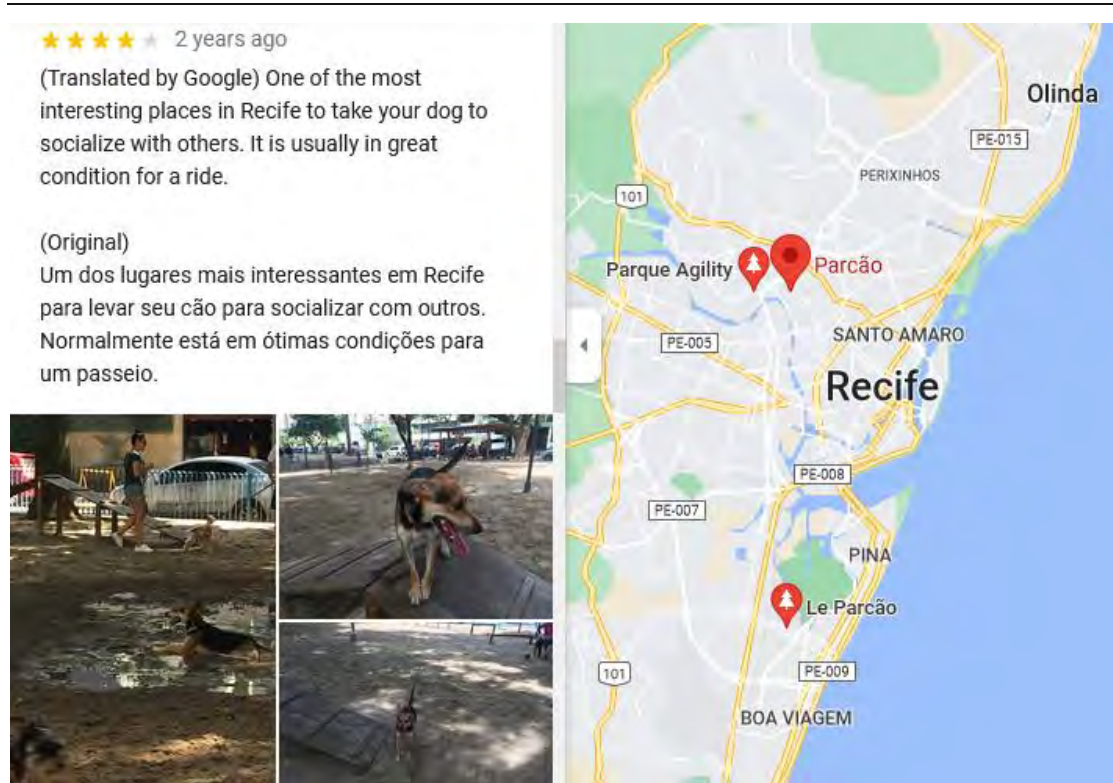 2 years ago
(Translated by Google) One of the most
interesting places in Recife to take your dog to
socialize with others. It is usually in great
condition for a ride.
(Original)
Um dos lugares mais interessantes em Recife
para levar seu cão para socializar com outros.
Normalmente está em ótimas condições para
um passeio.
Olinda
PE-015
PERIXINHOS
101
Parque Agility
Parcão
SANTO AMARO
PE-005
Recife
PE-008
PE-007
PINA
Le Parcão
101
PE-009
BOA VIAGEM